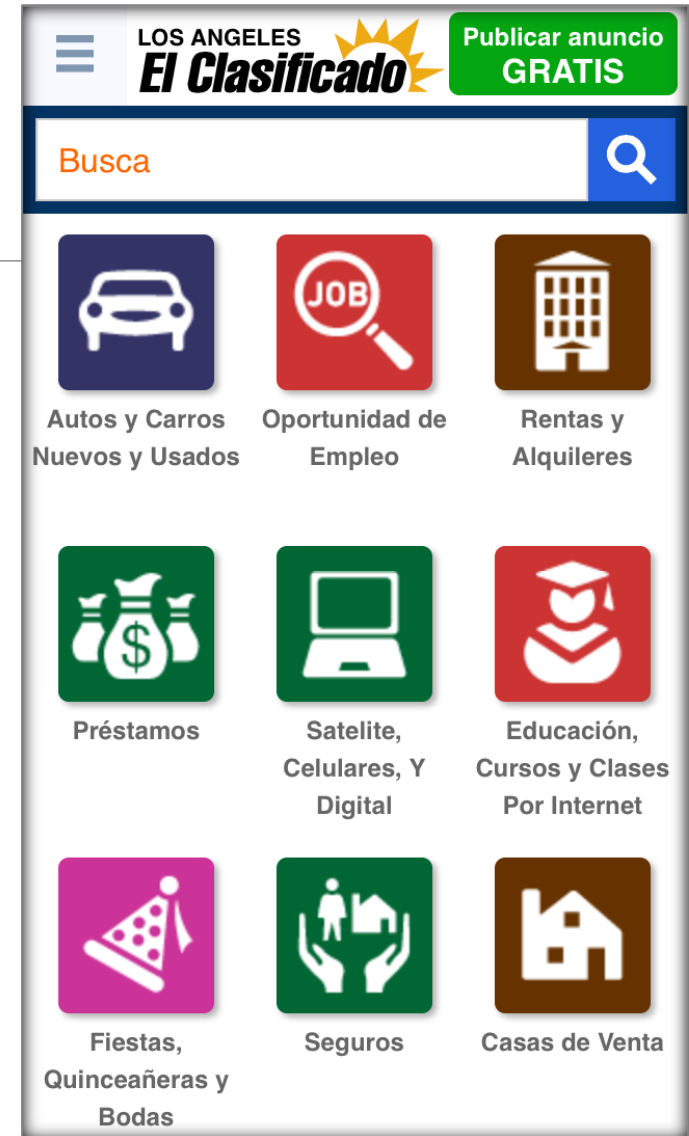 LOS ANGELES
El Clasificado
Publicar anuncio
GRATIS
Busca
JOB
Autos y Carros
Nuevos y Usados
Oportunidad de
Empleo
Rentas y
Alquileres
$
Préstamos
Satelite,
Celulares, Y
Digital
Educación,
Cursos y Clases
Por Internet
Fiestas,
Quinceañeras y
Bodas
Seguros
Casas de Venta